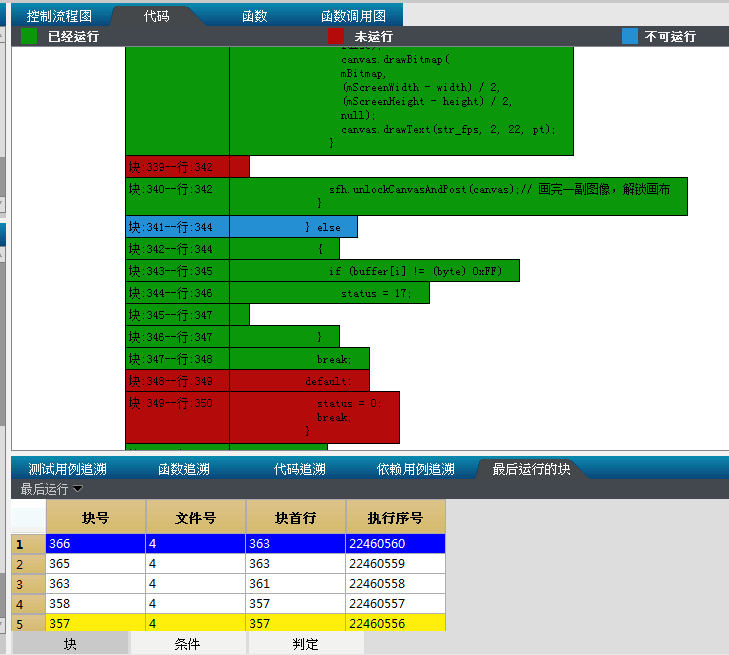 控制流程图 代码 函数 函数调用图
已经运行 未运行 不可运行
false);
canvas.drawBitmap(
mBitmap,
(mScreenWidth - width) / 2,
(mScreenHeight - height) / 2,
null);
canvas.drawText(str_fps, 2, 22, pt);
}
块:339--行:342
块:340--行:342 sfh.unlockCanvasAndPost(canvas);// 画完一副图像，解锁画布
}
块:341--行:344 } else
块:342--行:344 {
块:343--行:345 if (buffer[i] != (byte) 0xFF)
块:344--行:346 status = 17;
块:345--行:347
块:346--行:347 }
块:347--行:348 break;
块:348--行:349 default:
块:349--行:350 status = 0;
break;
}
测试用例追溯 函数追溯 代码追溯 依赖用例追溯 最后运行的块
最后运行
块号 文件号 块首行 执行序号
1 366 4 363 22460560
2 365 4 363 22460559
3 363 4 361 22460558
4 358 4 357 22460557
5 357 4 357 22460556
块 条件 判定